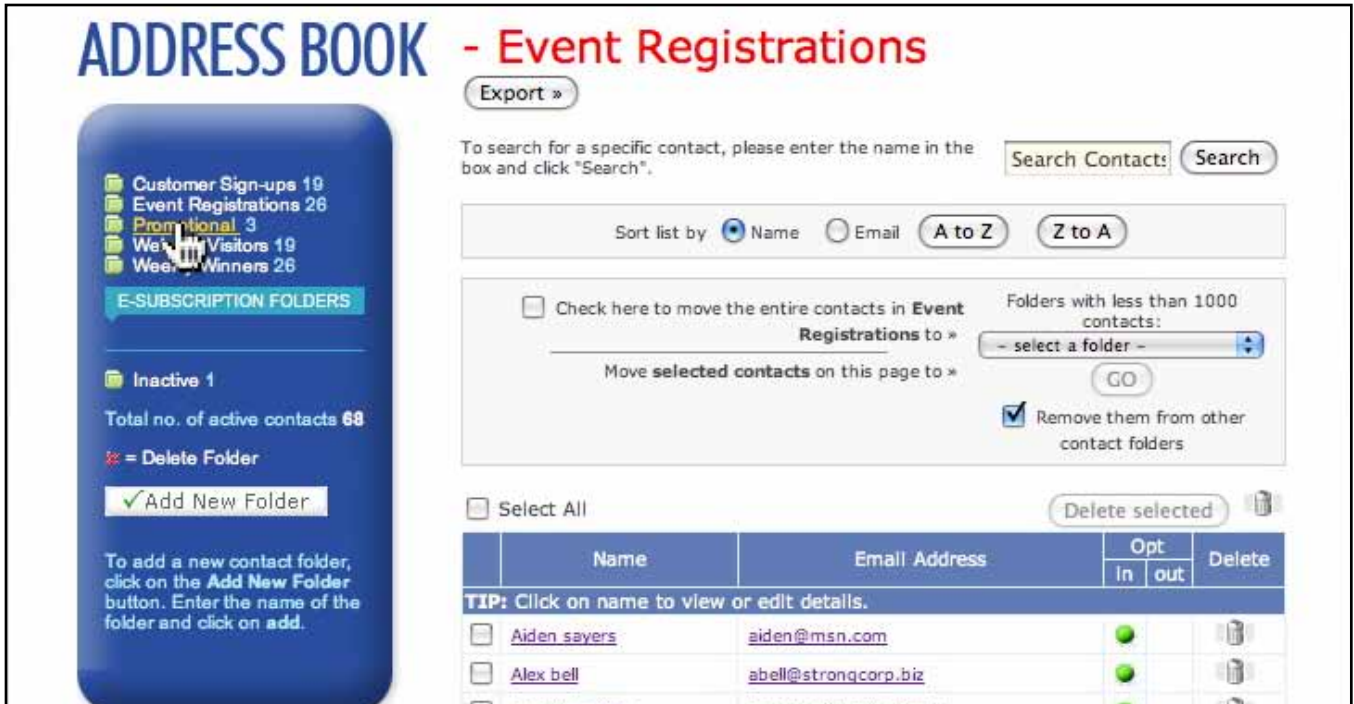 ADDRESS BOOK - Event Registrations
Export »
Customer Sign-ups 19
Event Registrations 26
Promotional 3
Visitors 19
Winners 26
E-SUBSCRIPTION FOLDERS
Inactive 1
Total no. of active contacts 68
= Delete Folder
Add New Folder
To add a new contact folder,
click on the Add New Folder
button. Enter the name of the
folder and click on add.
To search for a specific contact, please enter the name in the
box and click "Search".
Search Contacts
Search
Sort list by Name Email A to Z Z to A
Check here to move the entire contacts in Event
Registrations to »
Move selected contacts on this page to »
Folders with less than 1000
contacts:
- select a folder -
GO
Remove them from other
contact folders
Select All
Delete selected
Name Email Address Opt Delete
In out
TIP: Click on name to view or edit details.
Aiden sayers aiden@msn.com
Alex bell abell@strongcorp.biz